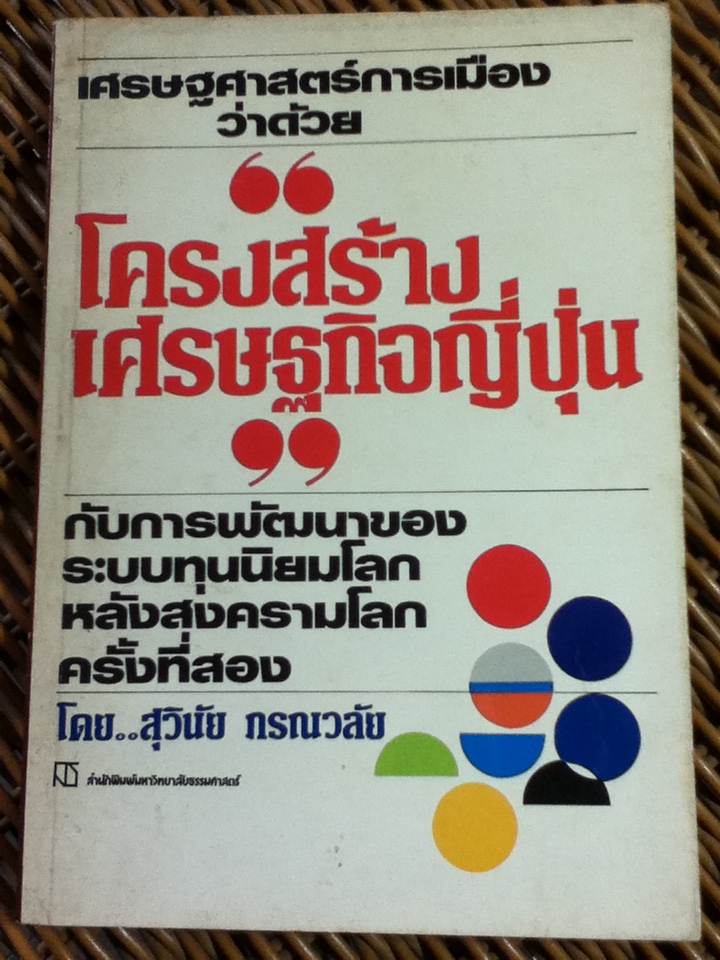 เศรษฐศาสตร์การเมือง
ว่าด้วย
“
โครงสร้าง
เศรษฐกิจญี่ปุ่น
”
กับการพัฒนาของ
ระบบทุนนิยมโลก
หลังสงครามโลก
ครั้งที่สอง
โดย..สุวินัย ภรณวลัย
สำนักพิมพ์มหาวิทยาลัยธรรมศาสตร์